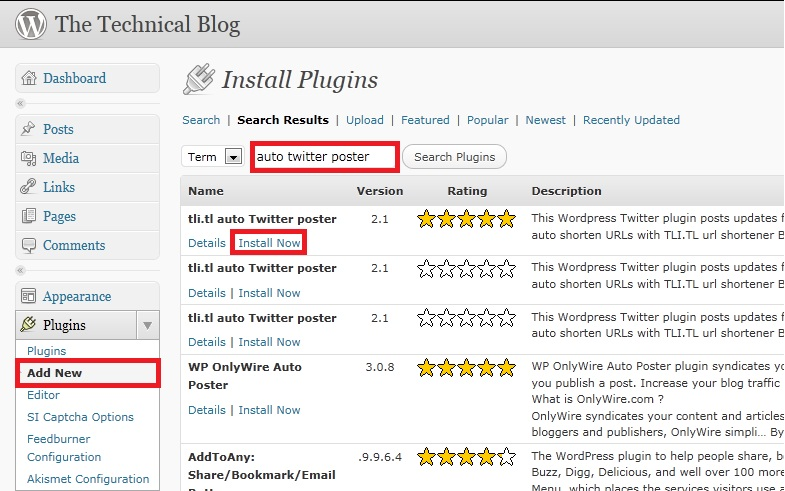 The Technical Blog
Dashboard
Posts
Media
Links
Pages
Comments
Appearance
Plugins
Plugins
Add New
Editor
SI Captcha Options
Feedburner
Configuration
Akismet Configuration
Install Plugins
Search | Search Results | Upload | Featured | Popular | Newest | Recently Updated
Term auto twitter poster Search Plugins
Name Version Rating Description
tli.tl auto Twitter poster 2.1 This Wordpress Twitter plugin posts updates f
Details | Install Now auto shorten URLs with TLI.TL url shortener B
tli.tl auto Twitter poster 2.1 This Wordpress Twitter plugin posts updates f
Details | Install Now auto shorten URLs with TLI.TL url shortener B
tli.tl auto Twitter poster 2.1 This Wordpress Twitter plugin posts updates f
Details | Install Now auto shorten URLs with TLI.TL url shortener B
WP OnlyWire Auto 3.0.8 WP OnlyWire Auto Poster plugin syndicates yo
Poster you publish a post. Increase your blog traffic
Details | Install Now What is OnlyWire.com ?
OnlyWire syndicates your content and articles
bloggers and publishers, OnlyWire simpli... By
AddToAny: .9.9.6.4 The WordPress plugin to help people share, bo
Share/Bookmark/Email Buzz, Digg, Delicious, and well over 100 more
Menu, which places the services visitors use a